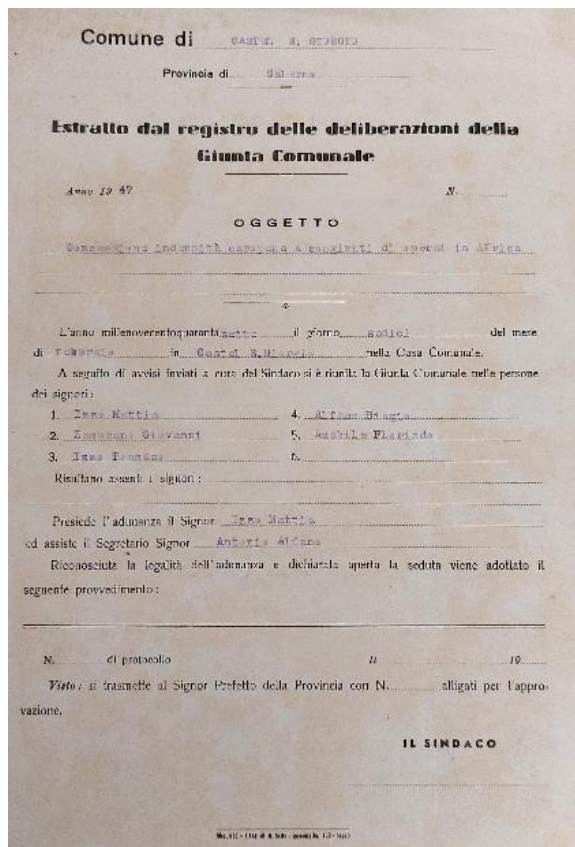 Comune di CASTEL S. GIORGIO
Provincia di Salerno
Estratto dal registro delle deliberazioni della
Giunta Comunale
Anno 19 47 N.
OGGETTO
Concessione indennità caroviveri a congiunti di operai in Africa
L'anno millenovecentoquaranta sette il giorno sedici del mese
di febbraio in Castel S.Giorgio nella Casa Comunale.
A seguito di avvisi inviati a cura del Sindaco si è riunita la Giunta Comunale nelle persone
dei signori:
1. Izzo Mattia 4. Alfano Biagio
2. Giovanni 5. Amabile Florindo
3. Izzo 6.
Risultano assenti i signori:
Presiede l'adunanza il Signor Izzo Mattia
ed assiste il Segretario Signor Antonio Alfano
Riconosciuta la legalità dell'adunanza e dichiarata aperta la seduta viene adottato il
seguente provvedimento:
N. di protocollo li 19
Visto: si trasmette al Signor Prefetto della Provincia con N. alligati per l'appro-
vazione.
IL SINDACO